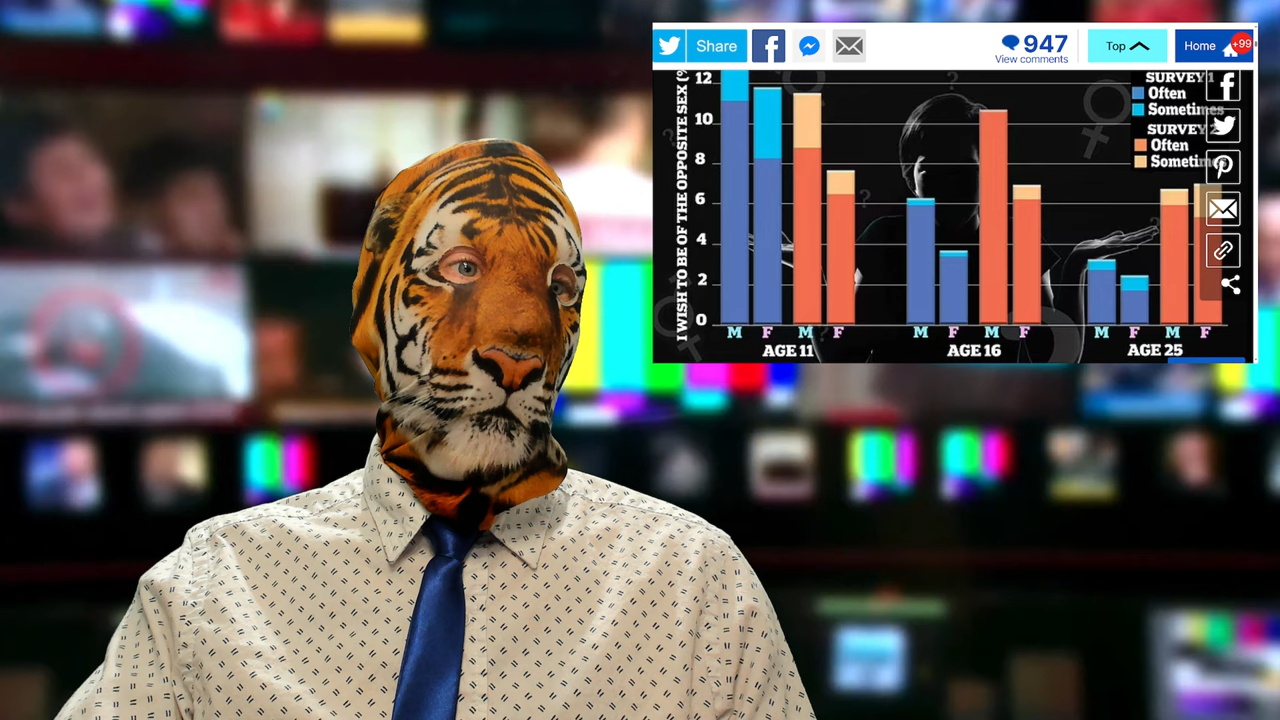 Share
947
View comments
Top
Home
+99
I WISH TO BE OF THE OPPOSITE SEX (%
12
10
8
6
4
2
0
SURVEY 1
Often
Sometimes
SURVEY
Often
Sometim
M F M F
M F M F
M F M F
AGE 11
AGE 16
AGE 25